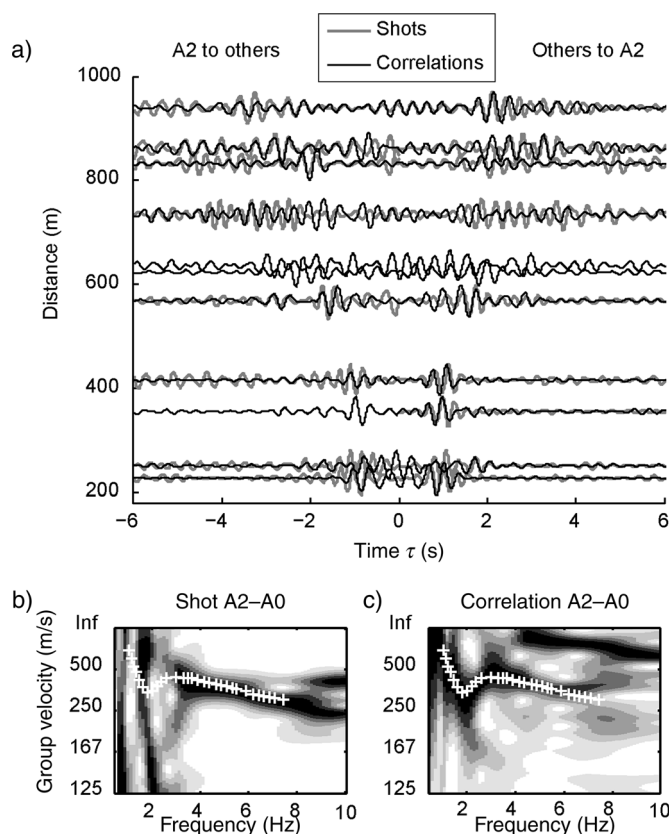 a)
A2 to others
Shots
Correlations
Others to A2
Distance (m)
1000
800
600
400
200
−6
−4
−2
0
2
4
6
Time τ (s)
b)
Shot A2–A0
Group velocity (m/s)
Inf
500
250
167
125
2
4
6
8
10
Frequency (Hz)
c)
Correlation A2–A0
Inf
500
250
167
125
2
4
6
8
10
Frequency (Hz)